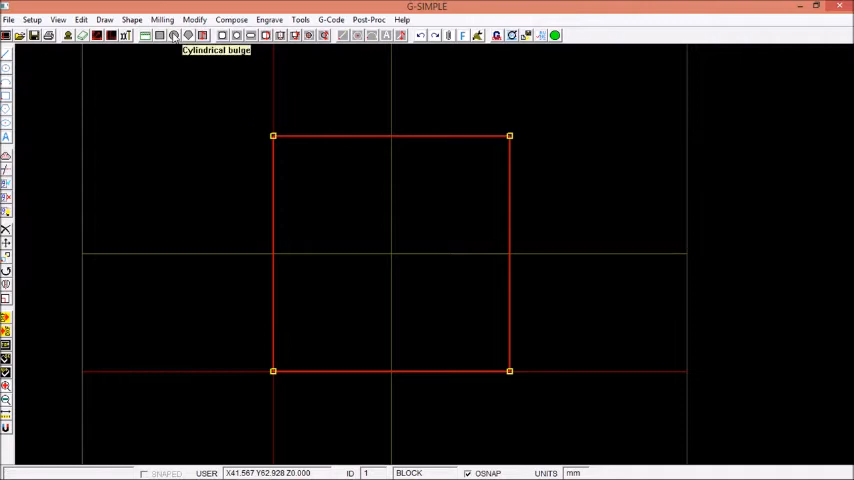 G-SIMPLE
File Setup View Edit Draw Shape Milling Modify Compose Engrave Tools G-Code Post-Proc Help
Cylindrical bulge
A
SNAPED USER X41.567 Y62.928 Z0.000 ID 1 BLOCK OSNAP UNITS mm